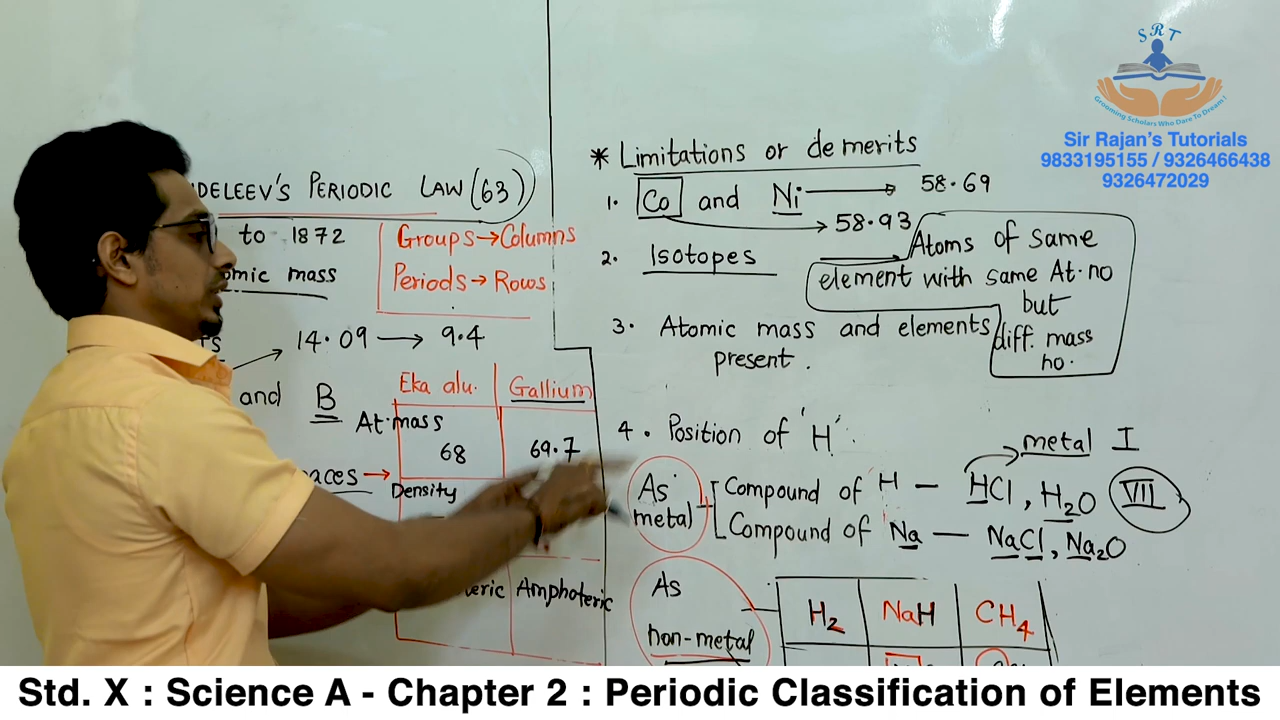 SRT
Grooming Scholars Who Dare To Dream!
Sir Rajan's Tutorials
9833195155 / 9326466438
9326472029
DELEEV'S PERIODIC LAW (63)
to 1872
omic mass
Groups→Columns
Periods→Rows
14.09 → 9.4
and B
aces →
Eka alu. Gallium
At.mass
68 69.7
Density
teric Amphoteric
* Limitations or demerits
1. Co and Ni → 58.69
→ 58.93
2. Isotopes →
Atoms of same
element with same At.no
but
diff. mass
no.
3. Atomic mass and elements
present.
4. Position of 'H'.
→ metal I
As metal
Compound of H — HCl, H2O VII
Compound of Na — NaCl, Na2O
As
non-metal
H2 NaH CH4
Std. X : Science A - Chapter 2 : Periodic Classification of Elements